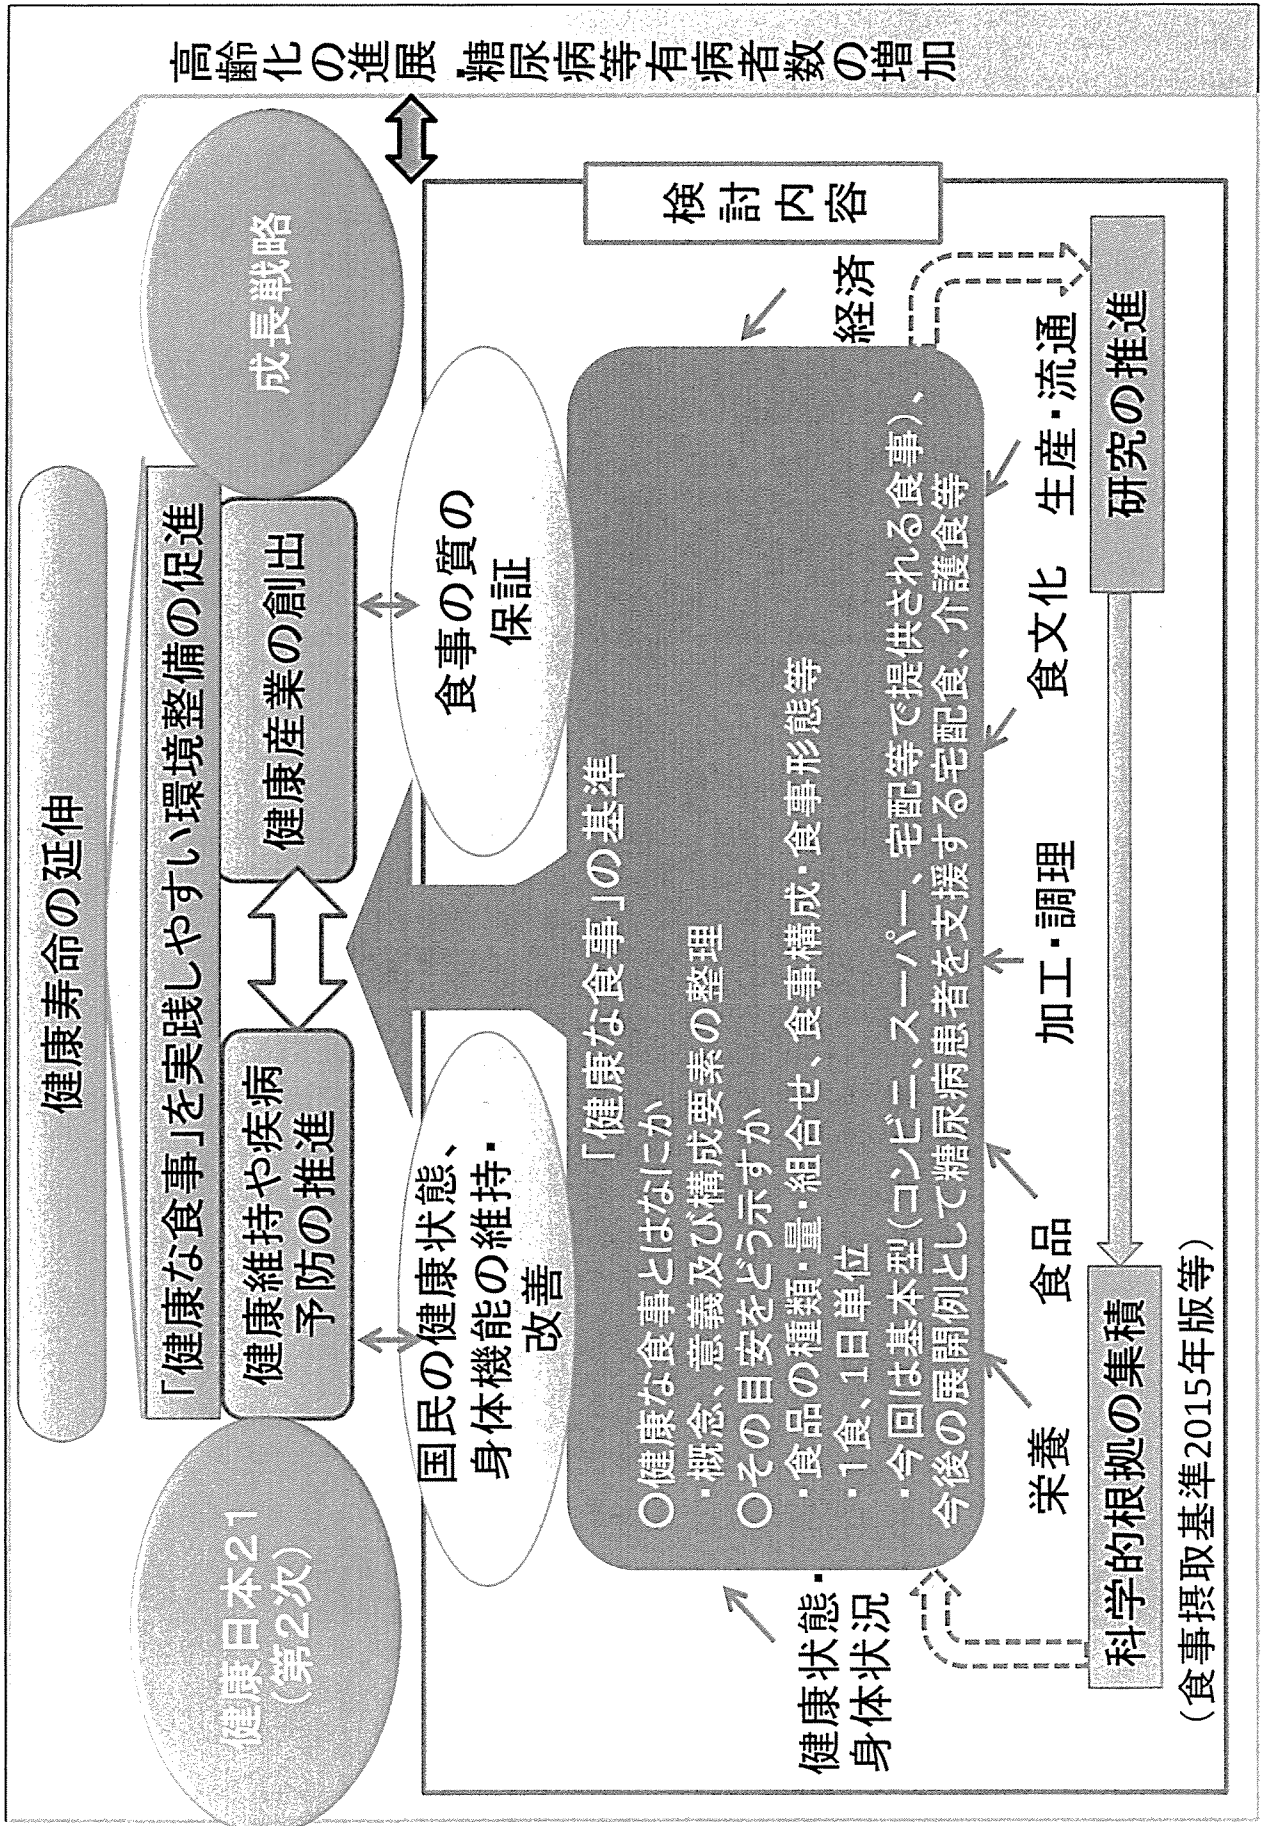 健康寿命の延伸
「健康な食事」を実践しやすい環境整備の促進
健康日本21
(第2次)
健康維持や疾病
予防の推進
健康産業の創出
成長戦略
高齢化の進展・糖尿病等有病者数の増加
国民の健康状態、
身体機能の維持・
改善
食事の質の
保証
検討内容
「健康な食事」の基準
○健康な食事とはなにか
・概念、意義及び構成要素の整理
○その目安をどう示すか
・食品の種類・量・組合せ、食事構成・食事形態等
・1食、1日単位
・今回は基本型(コンビニ、スーパー、宅配等で提供される食事)、
今後の展開例として糖尿病患者を支援する宅配食、介護食等
健康状態・
身体状況
栄養
食品
加工・調理
食文化
生産・流通
経済
科学的根拠の集積
(食事摂取基準2015年版等)
研究の推進